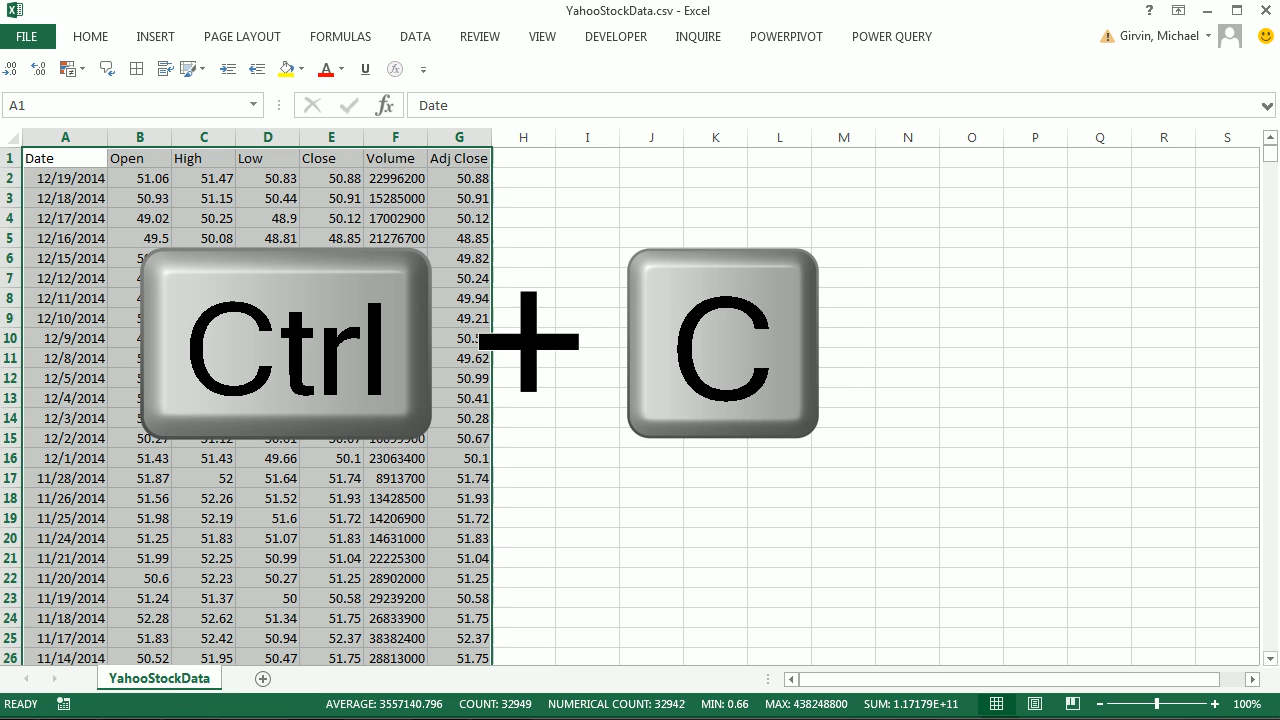 YahooStockData.csv - Excel
FILE HOME INSERT PAGE LAYOUT FORMULAS DATA REVIEW VIEW DEVELOPER INQUIRE POWERPIVOT POWER QUERY Girvin, Michael
A1 fx Date
A B C D E F G H I J K L M N O P Q R S
1 Date Open High Low Close Volume Adj Close
2 12/19/2014 51.06 51.47 50.83 50.88 22996200 50.88
3 12/18/2014 50.93 51.15 50.44 50.91 15285000 50.91
4 12/17/2014 49.02 50.25 48.9 50.12 17002900 50.12
5 12/16/2014 49.5 50.08 48.81 48.85 21276700 48.85
6 12/15/2014 49.82
7 12/12/2014 50.24
8 12/11/2014 49.94
9 12/10/2014 49.21
10 12/9/2014
11 12/8/2014 49.62
12 12/5/2014 50.99
13 12/4/2014 50.41
14 12/3/2014 50.28
Ctrl + C
15 12/2/2014 50.67
16 12/1/2014 51.43 51.43 49.66 50.1 23063400 50.1
17 11/28/2014 51.87 52 51.64 51.74 8913700 51.74
18 11/26/2014 51.56 52.26 51.52 51.93 13428500 51.93
19 11/25/2014 51.98 52.19 51.6 51.72 14206900 51.72
20 11/24/2014 51.25 51.83 51.07 51.83 14631000 51.83
21 11/21/2014 51.99 52.25 50.99 51.04 22225300 51.04
22 11/20/2014 50.6 52.23 50.27 51.25 28902000 51.25
23 11/19/2014 51.24 51.37 50 50.58 29239200 50.58
24 11/18/2014 52.28 52.62 51.34 51.75 26833900 51.75
25 11/17/2014 51.83 52.42 50.94 52.37 38382400 52.37
26 11/14/2014 50.52 51.95 50.47 51.75 28813000 51.75
YahooStockData
READY AVERAGE: 3557140.796 COUNT: 32949 NUMERICAL COUNT: 32942 MIN: 0.66 MAX: 438248800 SUM: 1.17179E+11 100%